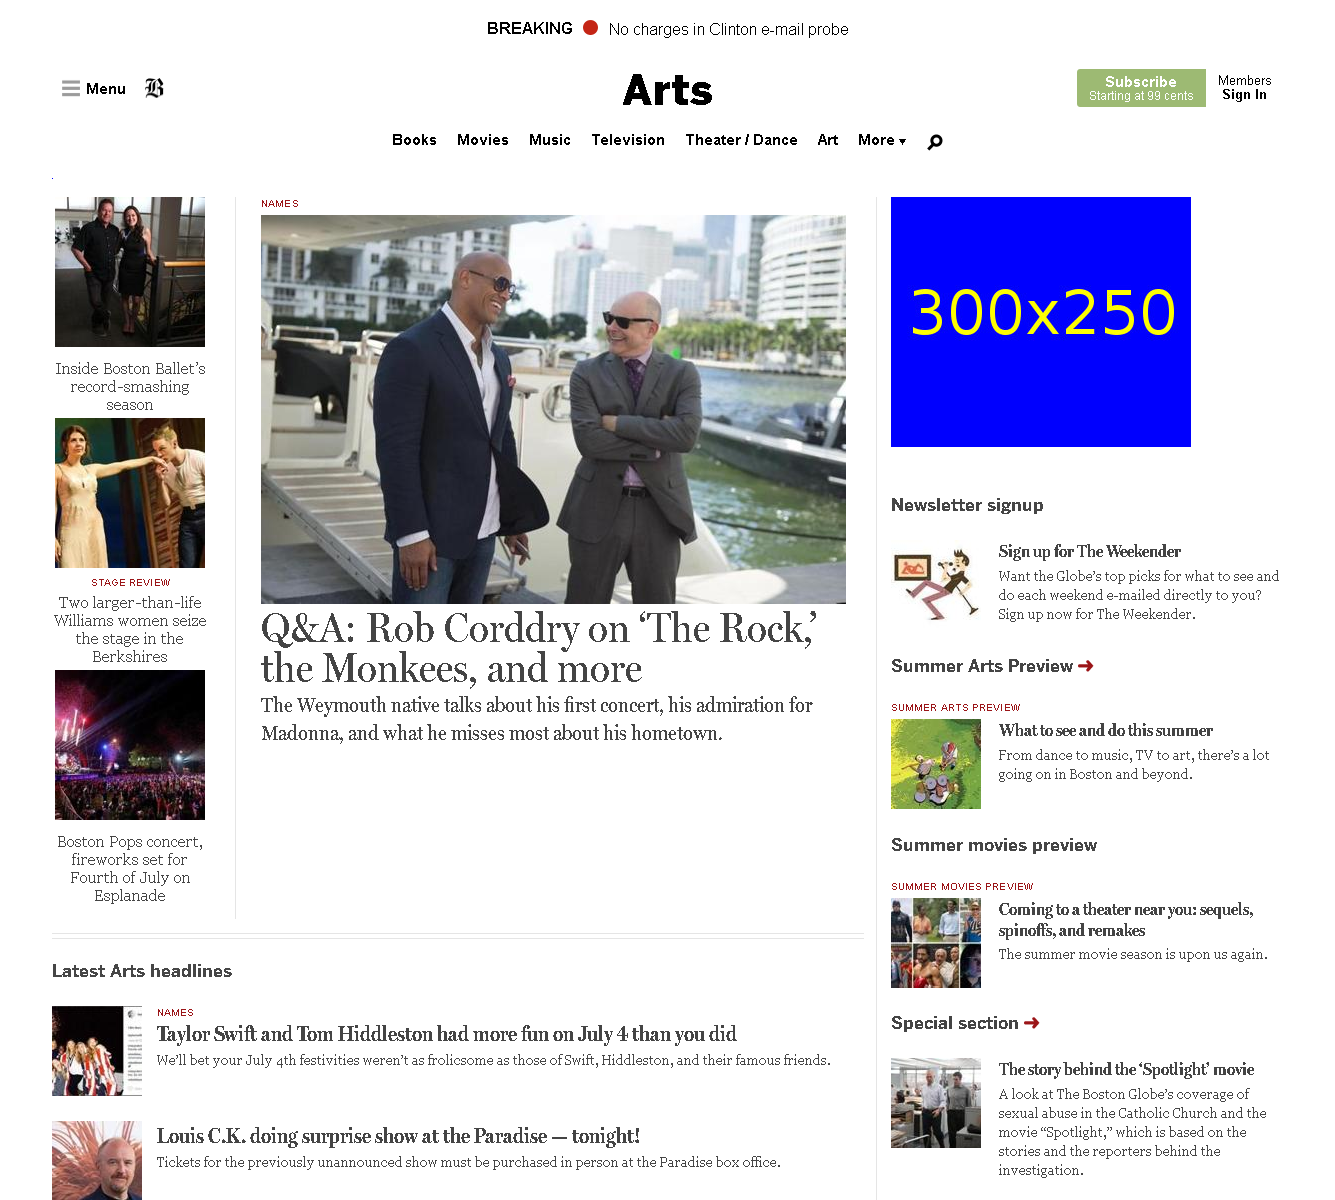 BREAKING No charges in Clinton e-mail probe
Menu B
Arts
Subscribe
Starting at 99 cents
Members
Sign In
Books Movies Music Television Theater / Dance Art More
Inside Boston Ballet's
record-smashing
season
STAGE REVIEW
Two larger-than-life
Williams women seize
the stage in the
Berkshires
Boston Pops concert,
fireworks set for
Fourth of July on
Esplanade
NAMES
Q&A: Rob Corddry on ‘The Rock,’
the Monkees, and more
The Weymouth native talks about his first concert, his admiration for
Madonna, and what he misses most about his hometown.
300x250
Newsletter signup
Sign up for The Weekender
Want the Globe's top picks for what to see and
do each weekend e-mailed directly to you?
Sign up now for The Weekender.
Summer Arts Preview
SUMMER ARTS PREVIEW
What to see and do this summer
From dance to music, TV to art, there's a lot
going on in Boston and beyond.
Summer movies preview
SUMMER MOVIES PREVIEW
Coming to a theater near you: sequels,
spinoffs, and remakes
The summer movie season is upon us again.
Special section
The story behind the ‘Spotlight’ movie
A look at The Boston Globe's coverage of
sexual abuse in the Catholic Church and the
movie “Spotlight,” which is based on the
stories and the reporters behind the
investigation.
Latest Arts headlines
NAMES
Taylor Swift and Tom Hiddleston had more fun on July 4 than you did
We'll bet your July 4th festivities weren't as frolicsome as those of Swift, Hiddleston, and their famous friends.
Louis C.K. doing surprise show at the Paradise — tonight!
Tickets for the previously unannounced show must be purchased in person at the Paradise box office.